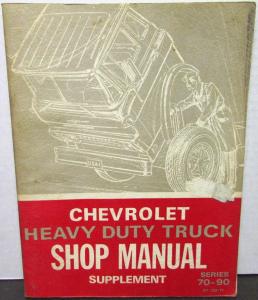 CHEVROLET
HEAVY DUTY TRUCK
SHOP MANUAL
SUPPLEMENT
SERIES
70-90